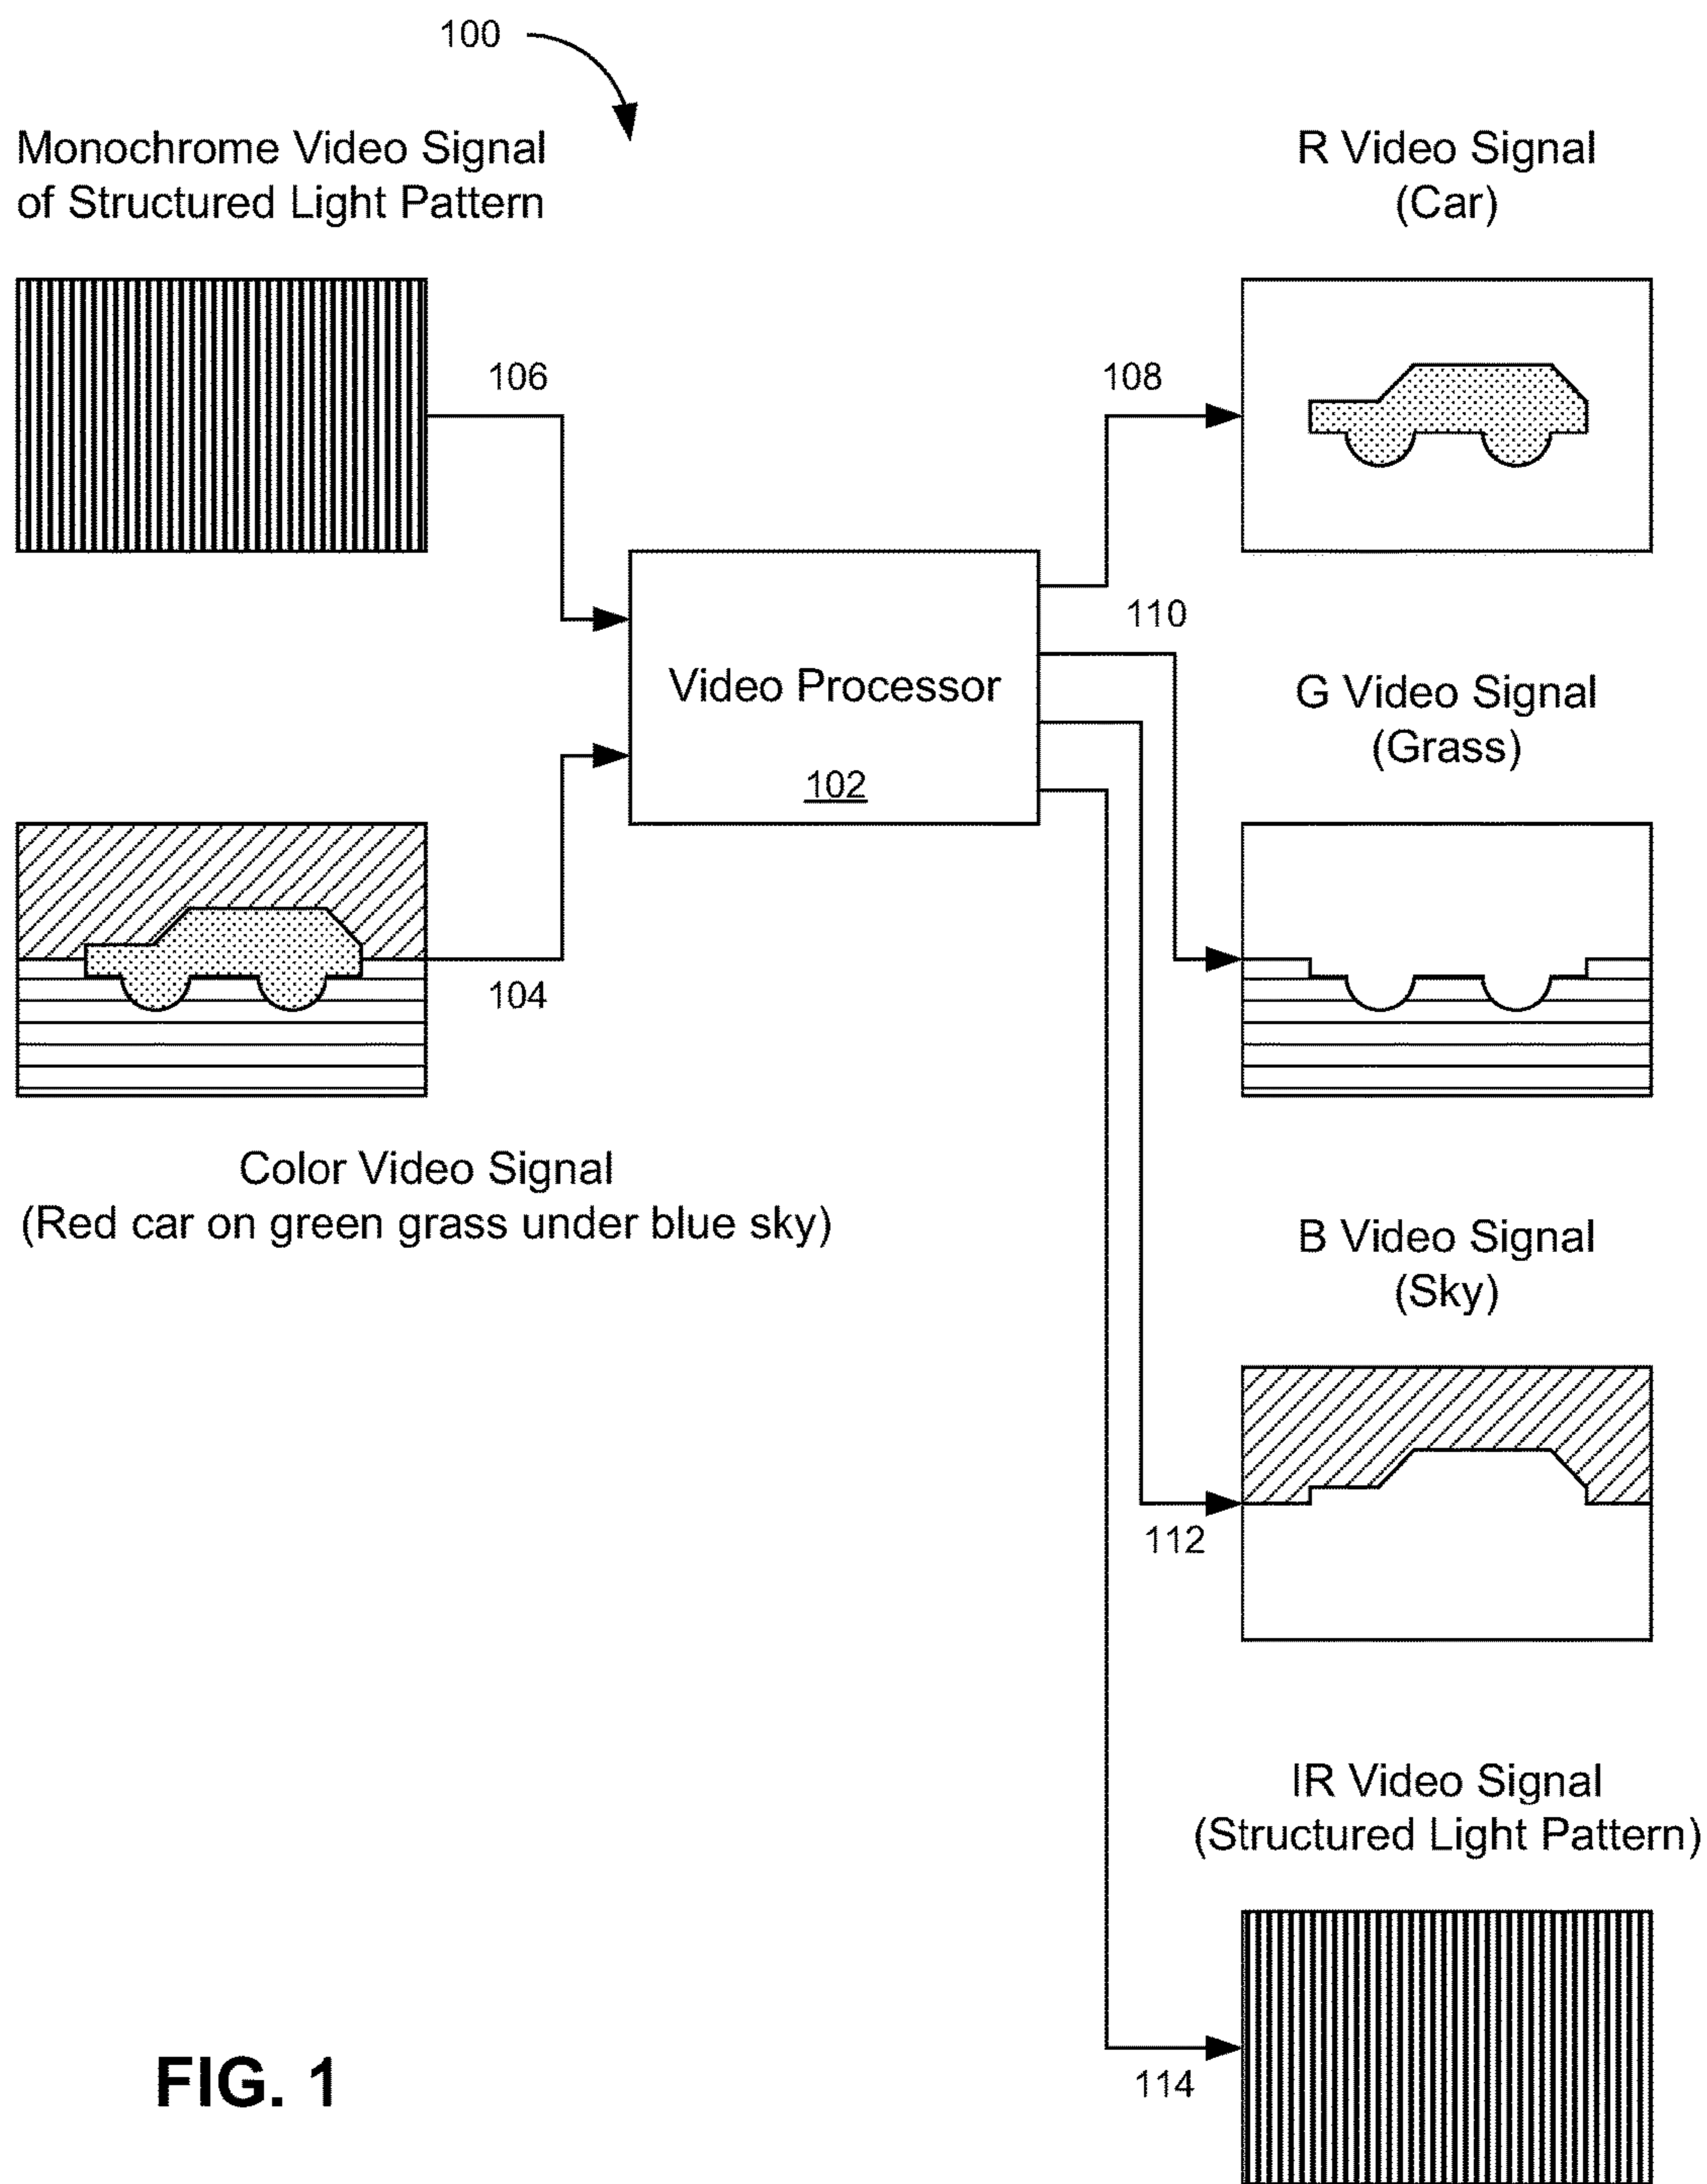 100
Monochrome Video Signal
of Structured Light Pattern
106
R Video Signal
(Car)
108
Video Processor
102
110
G Video Signal
(Grass)
104
Color Video Signal
(Red car on green grass under blue sky)
B Video Signal
(Sky)
112
IR Video Signal
(Structured Light Pattern)
114
FIG. 1